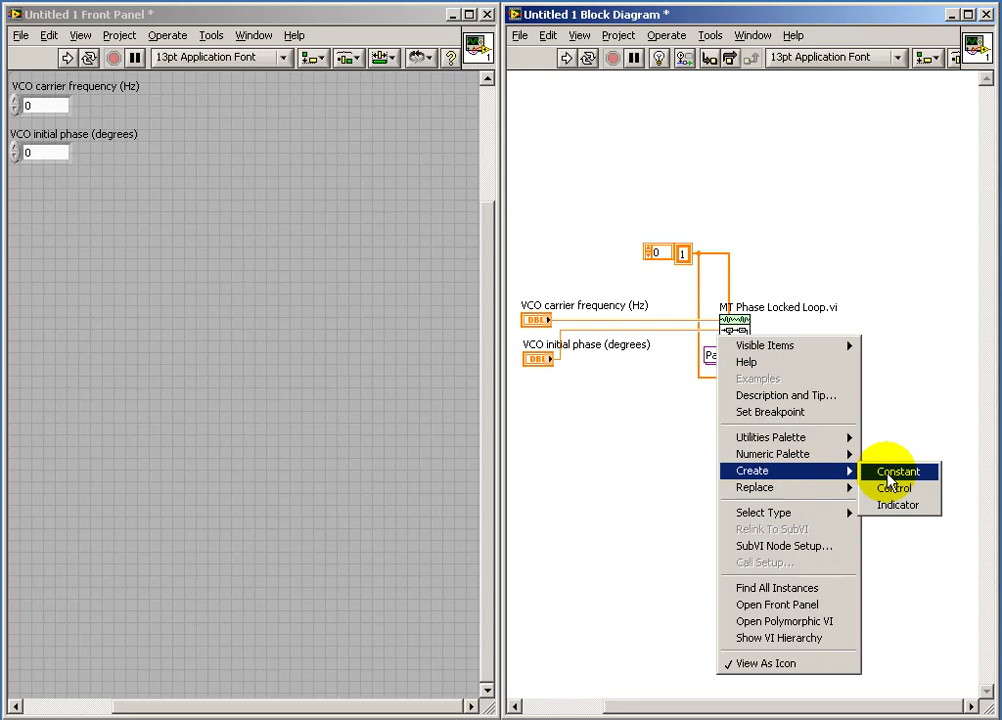 Untitled 1 Front Panel *
File Edit View Project Operate Tools Window Help
13pt Application Font
1
VCO carrier frequency (Hz)
0
VCO initial phase (degrees)
0
Untitled 1 Block Diagram *
File Edit View Project Operate Tools Window Help
13pt Application Font
1
0 1
VCO carrier frequency (Hz)
MT Phase Locked Loop.vi
DBL
VCO initial phase (degrees)
DBL
Pa
Visible Items
Help
Examples
Description and Tip...
Set Breakpoint
Utilities Palette
Numeric Palette
Create
Replace
Select Type
Relink To SubVI
SubVI Node Setup...
Call Setup...
Find All Instances
Open Front Panel
Open Polymorphic VI
Show VI Hierarchy
✓ View As Icon
Constant
Control
Indicator